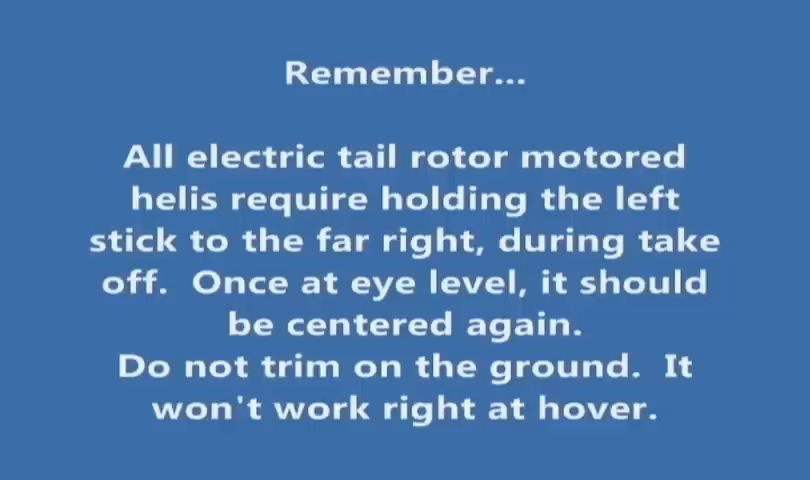 Remember...
All electric tail rotor motored
helis require holding the left
stick to the far right, during take
off.  Once at eye level, it should
be centered again.
Do not trim on the ground.  It
won't work right at hover.